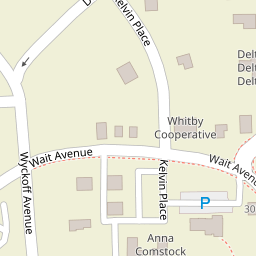 D
Kelvin Place
Delt
Delt
Delt
Whitby
Cooperative
Wait Avenue
Wait Avenue
Wyckoff Avenue
Kelvin Place
P
30
Anna
Comstock